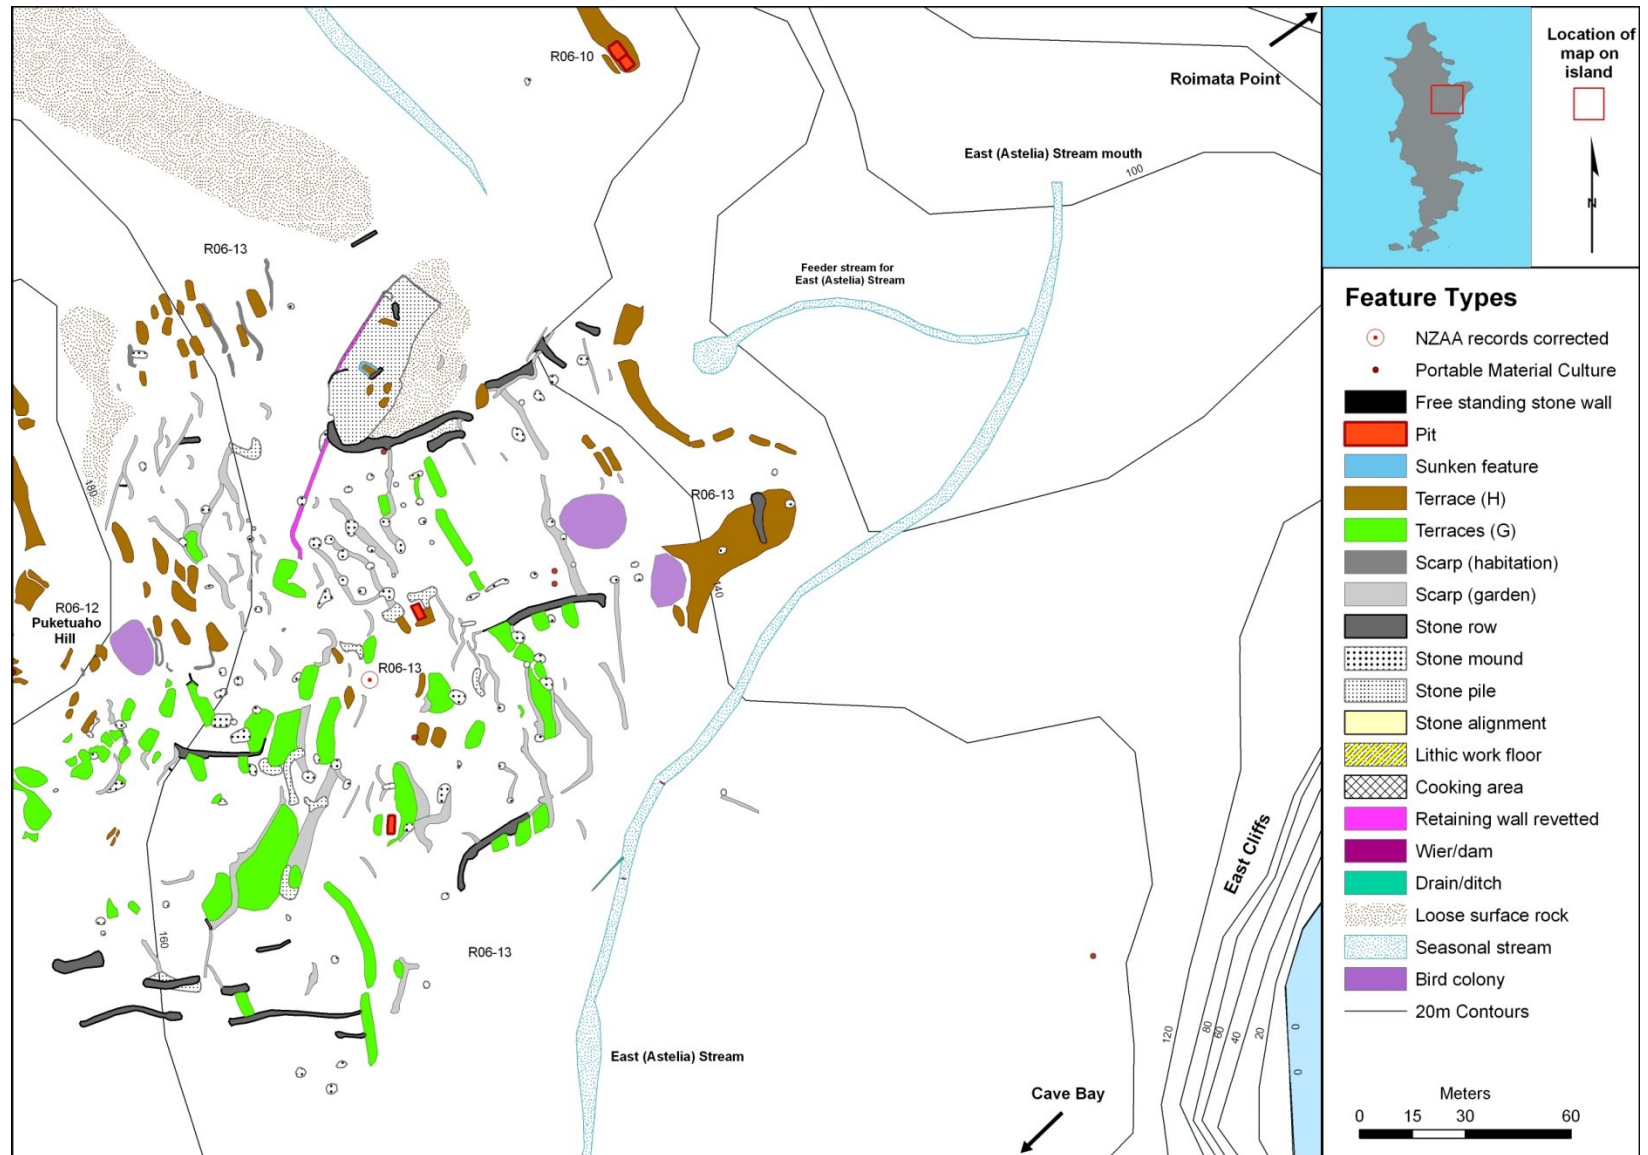 R06-10
Roimata Point
East (Astelia) Stream mouth
100
R06-13
Feeder stream for
East (Astelia) Stream
180
R06-13
140
R06-12
Puketuaho
Hill
R06-13
160
R06-13
East Cliffs
East (Astelia) Stream
Cave Bay
120
80
60
40
20
0
0
Location of
map on
island
N
Feature Types
NZAA records corrected
Portable Material Culture
Free standing stone wall
Pit
Sunken feature
Terrace (H)
Terraces (G)
Scarp (habitation)
Scarp (garden)
Stone row
Stone mound
Stone pile
Stone alignment
Lithic work floor
Cooking area
Retaining wall revetted
Wier/dam
Drain/ditch
Loose surface rock
Seasonal stream
Bird colony
20m Contours
Meters
0 15 30 60